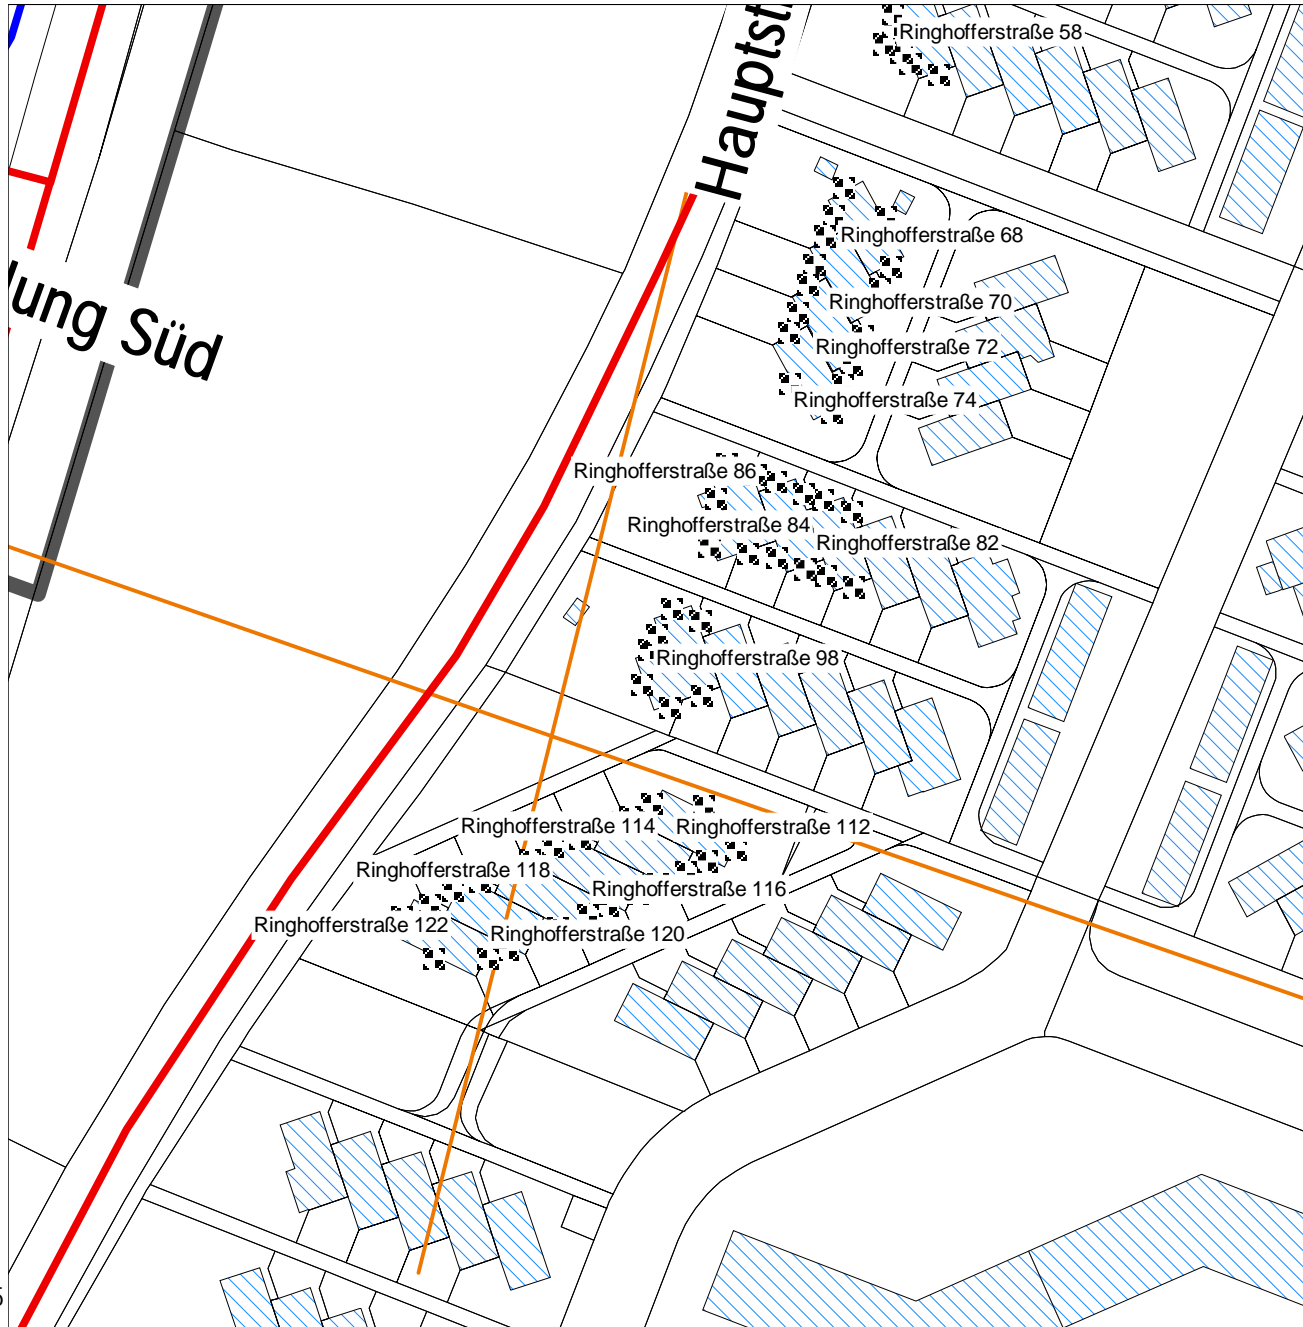 Ringhofferstraße 58
Hauptst
Ringhofferstraße 68
Ringhofferstraße 70
lung Süd
Ringhofferstraße 72
Ringhofferstraße 74
Ringhofferstraße 86
Ringhofferstraße 84
Ringhofferstraße 82
Ringhofferstraße 98
Ringhofferstraße 114
Ringhofferstraße 112
Ringhofferstraße 118
Ringhofferstraße 116
Ringhofferstraße 122
Ringhofferstraße 120